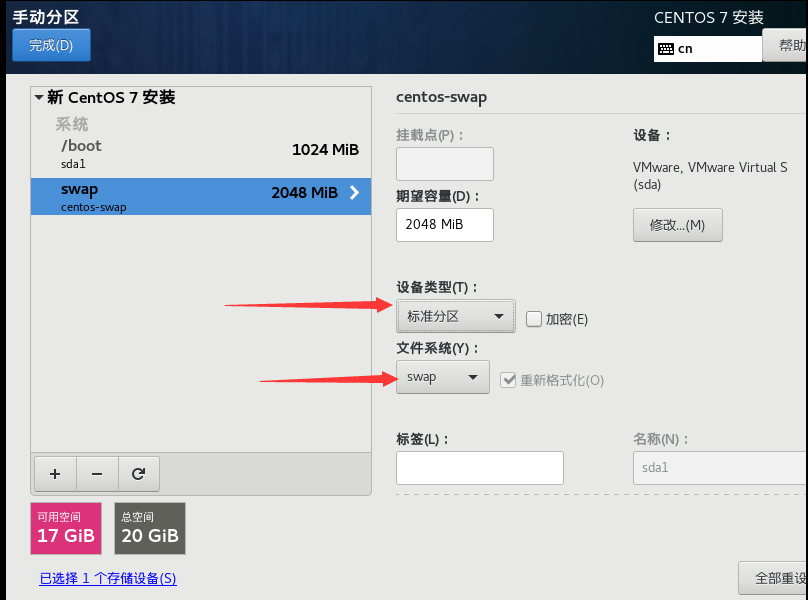 手动分区
CENTOS 7 安装
完成(D)
cn
帮助
新 CentOS 7 安装
系统
/boot
1024 MiB
sda1
swap
2048 MiB
centos-swap
centos-swap
挂载点(P)：
设备：
VMware, VMware Virtual S
(sda)
期望容量(D)：
2048 MiB
修改...(M)
设备类型(T)：
标准分区
加密(E)
文件系统(Y)：
swap
重新格式化(O)
标签(L)：
名称(N)：
sda1
+ −
可用空间
17 GiB
总空间
20 GiB
已选择 1 个存储设备(S)
全部重设